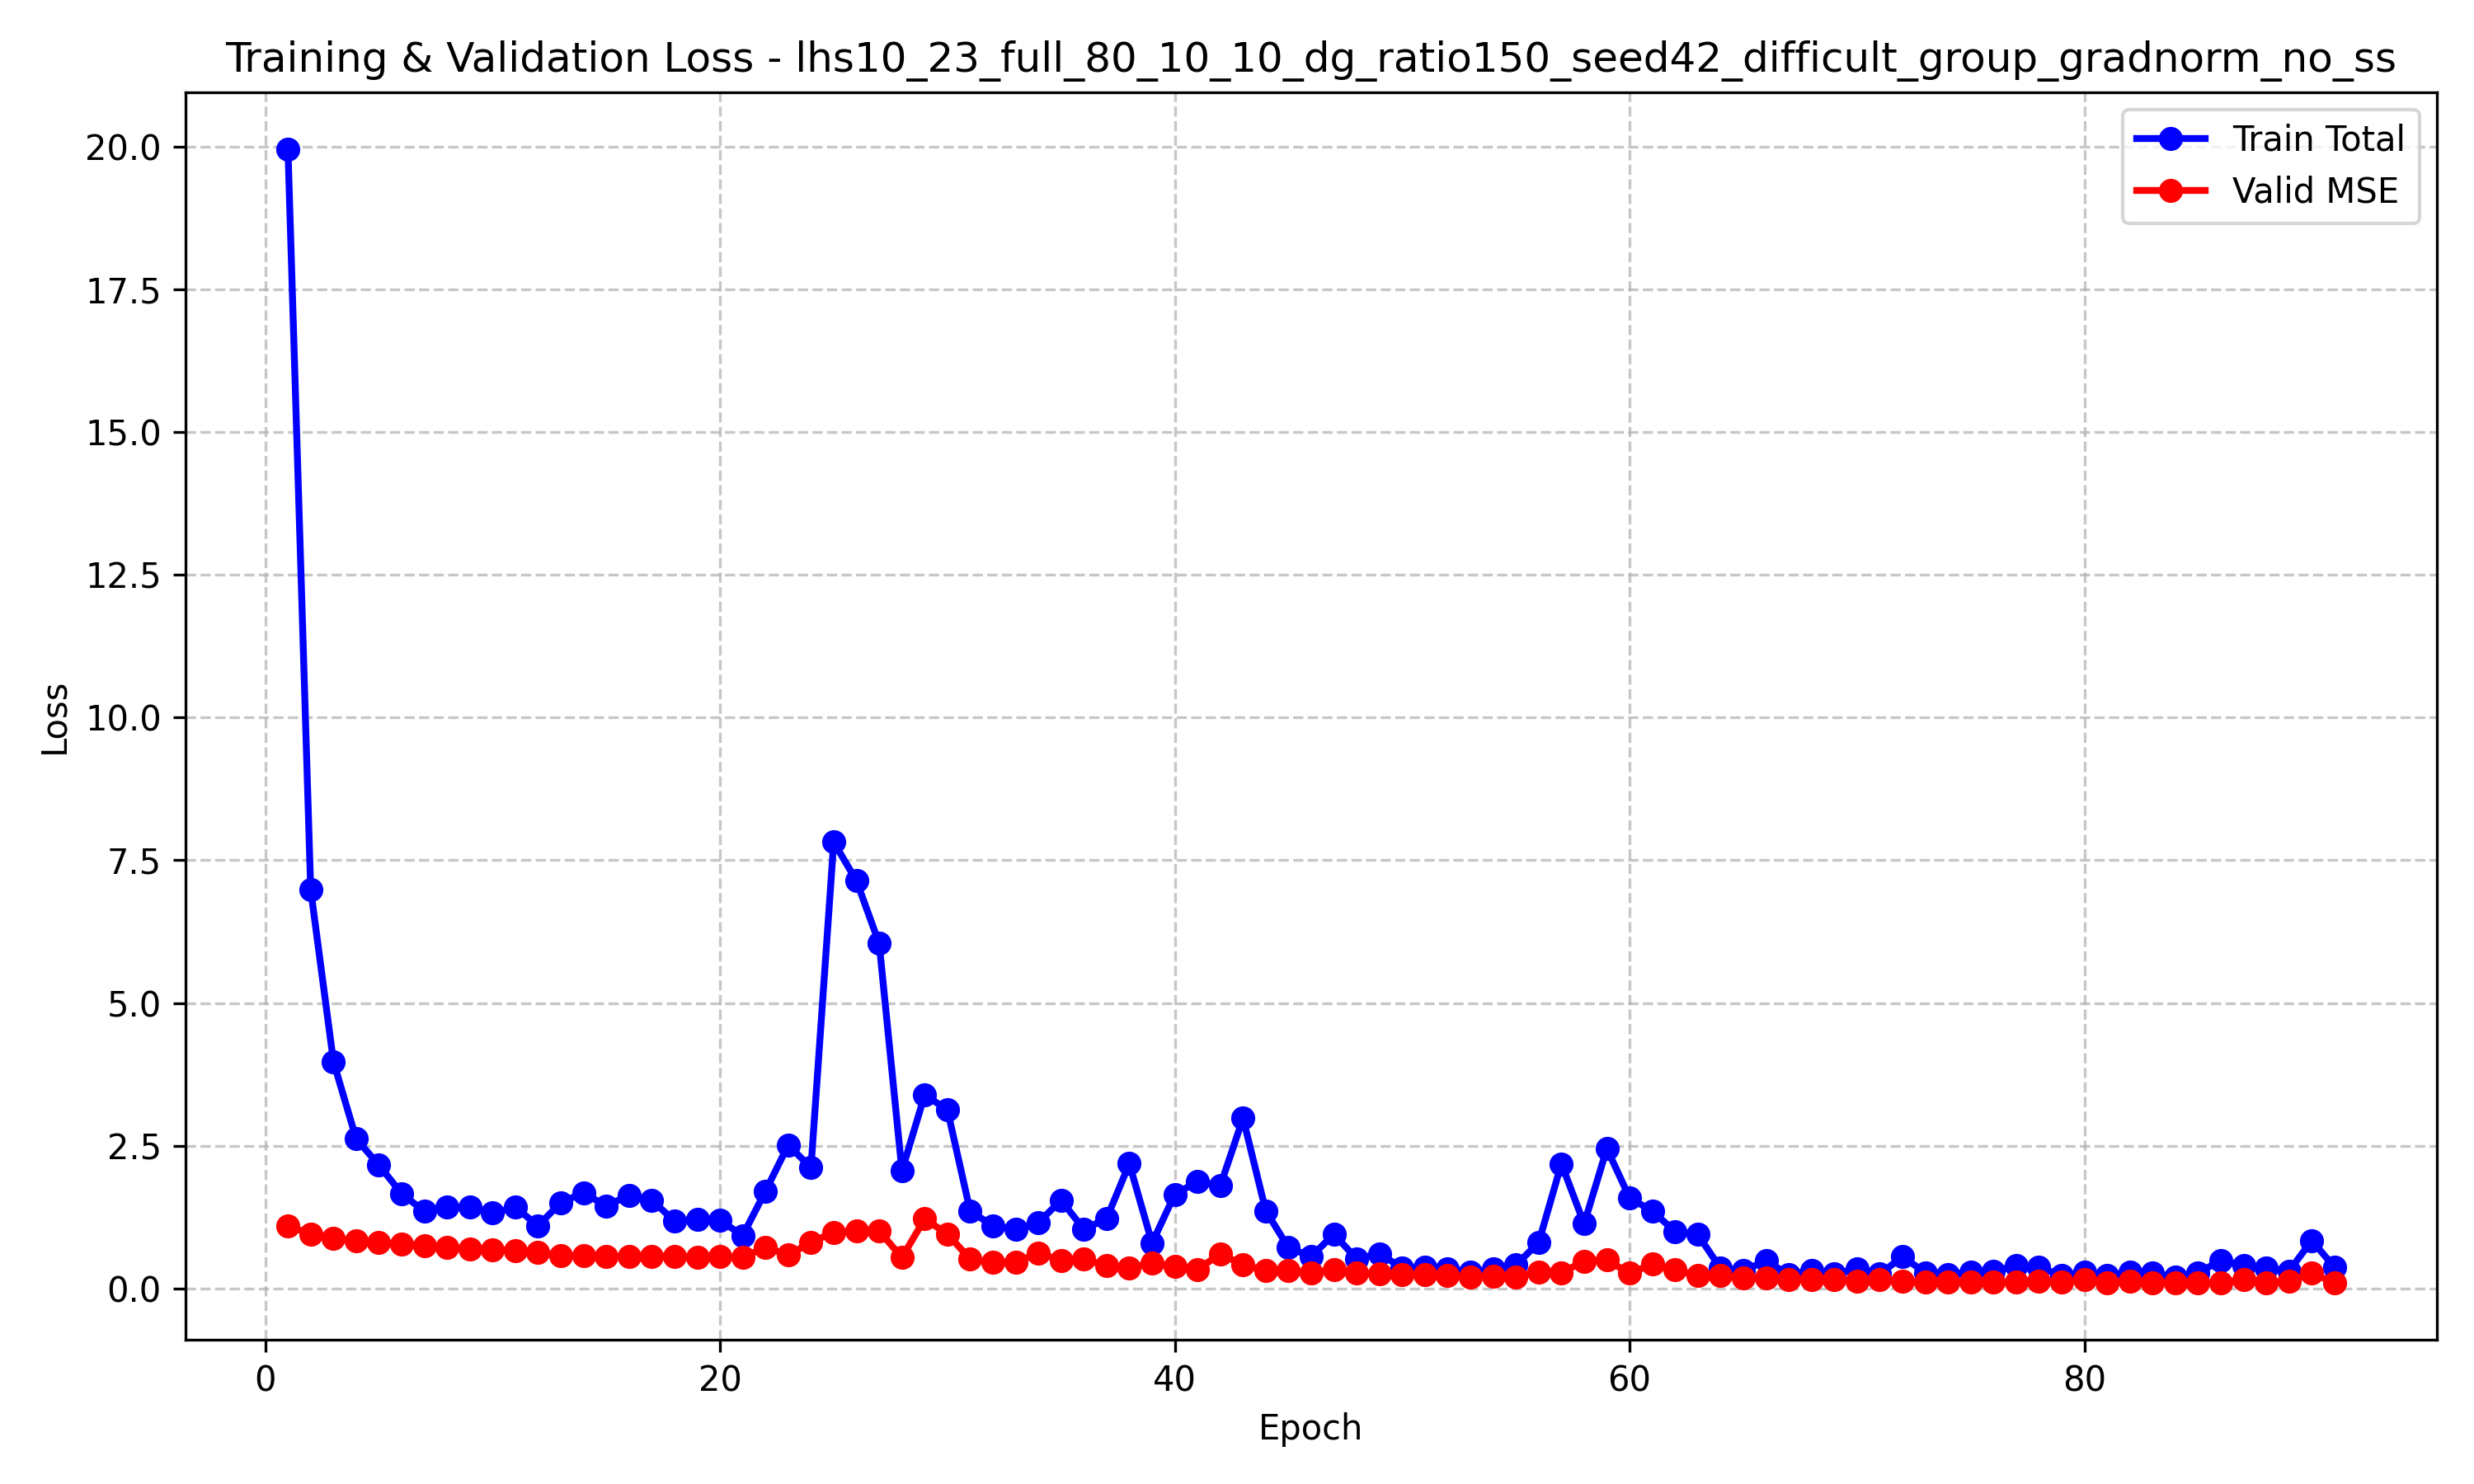 Training & Validation Loss - lhs10_23_full_80_10_10_dg_ratio150_seed42_difficult_group_gradnorm_no_ss
Train Total
Valid MSE
20.0
17.5
15.0
12.5
10.0
7.5
5.0
2.5
0.0
Loss
0 20 40 60 80
Epoch